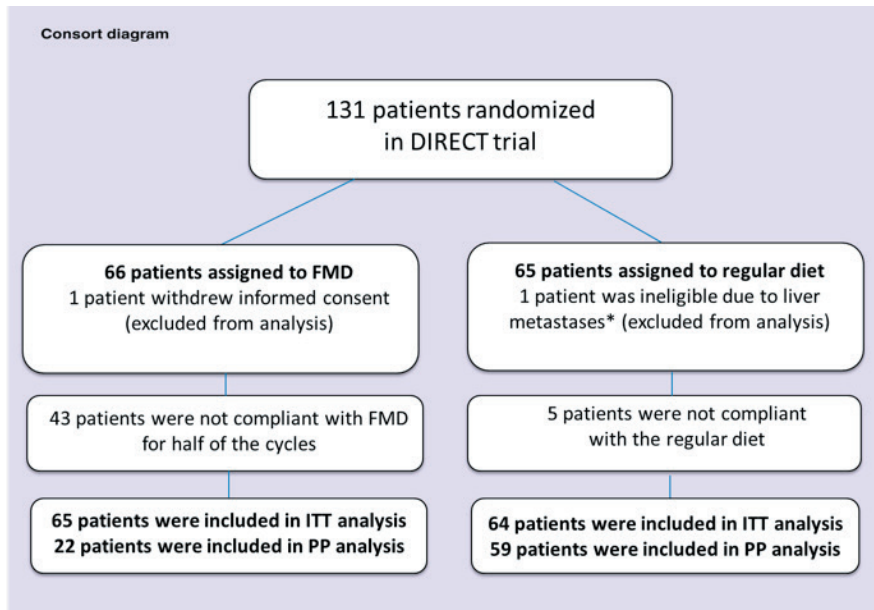 Consort diagram
131 patients randomized
in DIRECT trial
66 patients assigned to FMD
1 patient withdrew informed consent
(excluded from analysis)
65 patients assigned to regular diet
1 patient was ineligible due to liver
metastases* (excluded from analysis)
43 patients were not compliant with FMD
for half of the cycles
5 patients were not compliant
with the regular diet
65 patients were included in ITT analysis
22 patients were included in PP analysis
64 patients were included in ITT analysis
59 patients were included in PP analysis